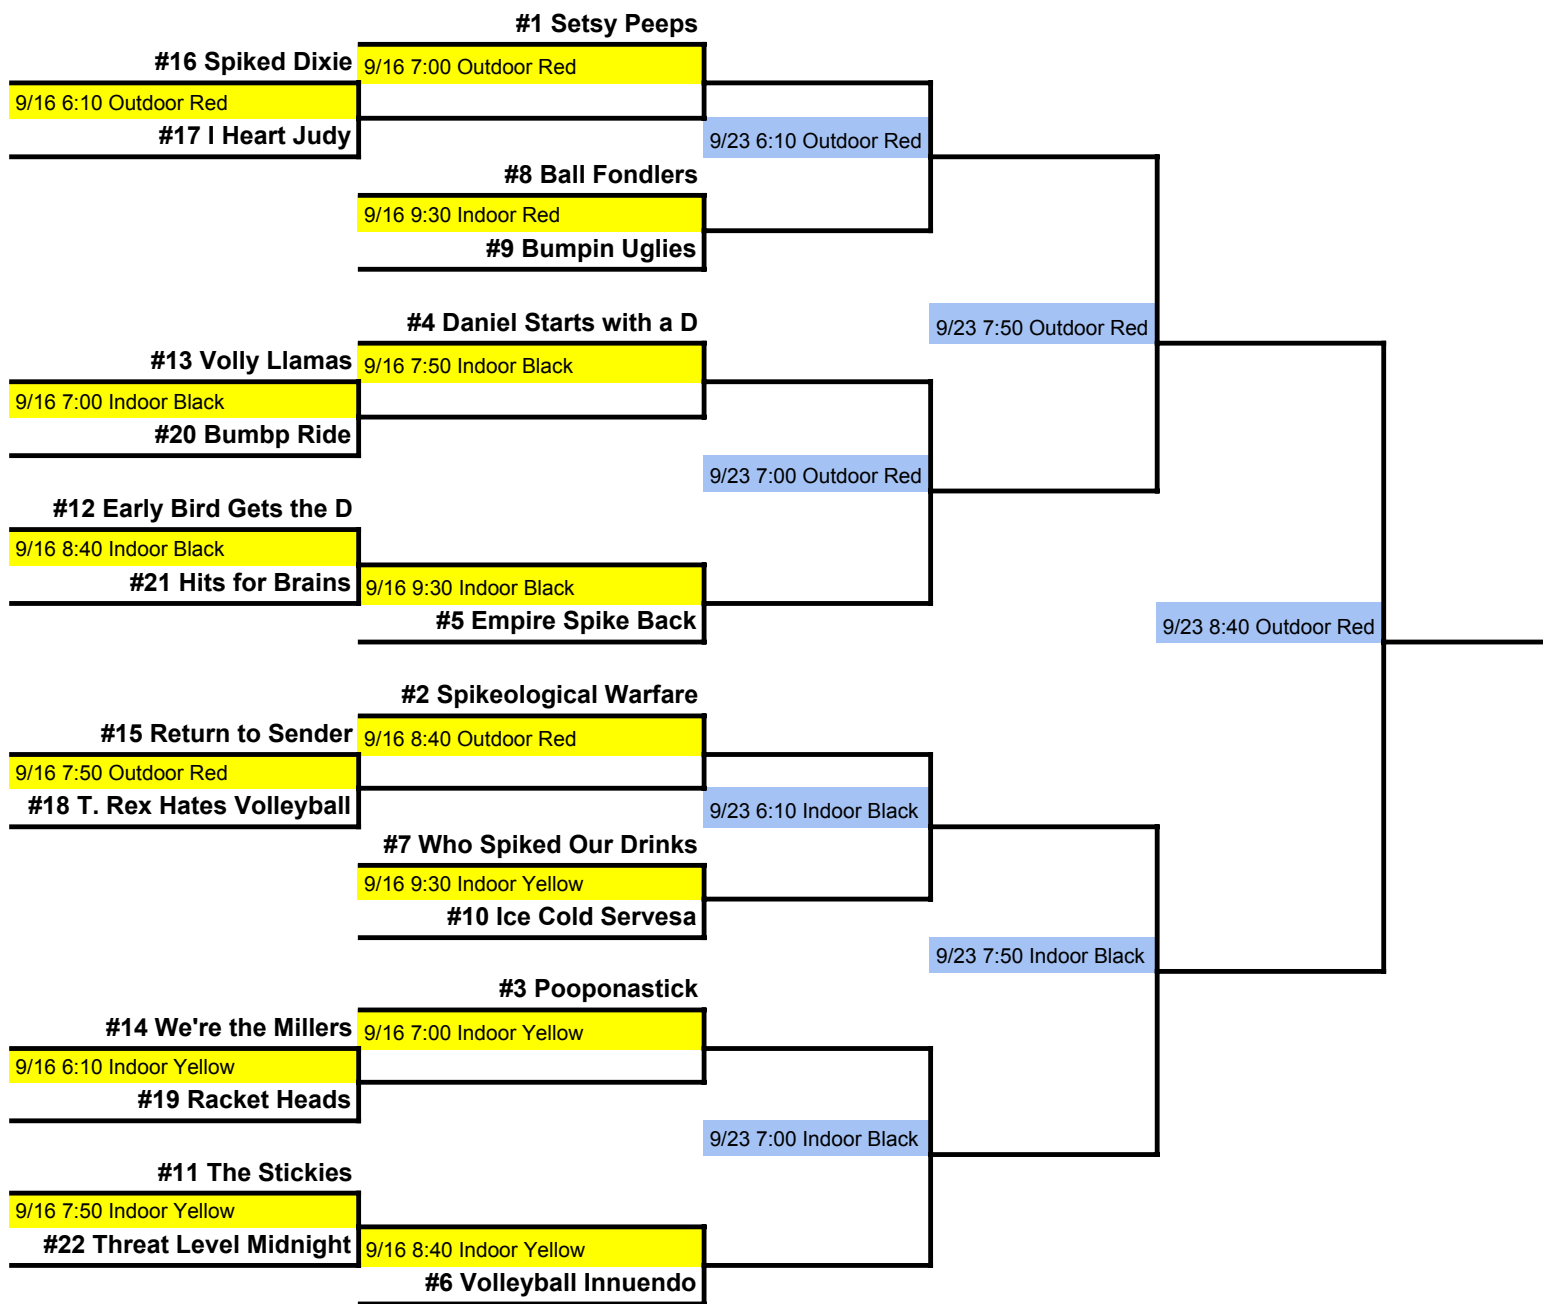 #1 Setsy Peeps
#16 Spiked Dixie
9/16 7:00 Outdoor Red
9/16 6:10 Outdoor Red
#17 I Heart Judy
9/23 6:10 Outdoor Red
#8 Ball Fondlers
9/16 9:30 Indoor Red
#9 Bumpin Uglies
#4 Daniel Starts with a D
9/23 7:50 Outdoor Red
#13 Volly Llamas
9/16 7:50 Indoor Black
9/16 7:00 Indoor Black
#20 Bumbp Ride
9/23 7:00 Outdoor Red
#12 Early Bird Gets the D
9/16 8:40 Indoor Black
#21 Hits for Brains
9/16 9:30 Indoor Black
#5 Empire Spike Back
9/23 8:40 Outdoor Red
#2 Spikeological Warfare
#15 Return to Sender
9/16 8:40 Outdoor Red
9/16 7:50 Outdoor Red
#18 T. Rex Hates Volleyball
9/23 6:10 Indoor Black
#7 Who Spiked Our Drinks
9/16 9:30 Indoor Yellow
#10 Ice Cold Servesa
9/23 7:50 Indoor Black
#3 Pooponastick
#14 We're the Millers
9/16 7:00 Indoor Yellow
9/16 6:10 Indoor Yellow
#19 Racket Heads
9/23 7:00 Indoor Black
#11 The Stickies
9/16 7:50 Indoor Yellow
#22 Threat Level Midnight
9/16 8:40 Indoor Yellow
#6 Volleyball Innuendo